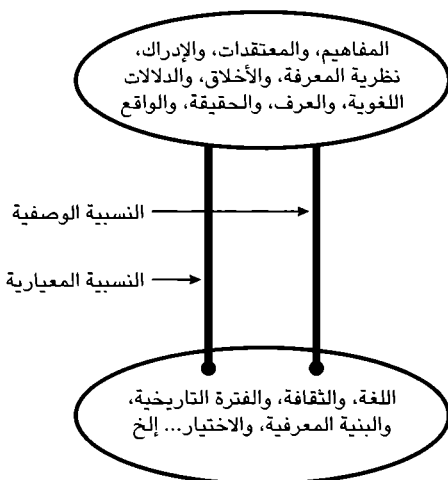 المفاهيم، والمعتقدات، والإدراك،
نظرية المعرفة، والأخلاق، والدلالات
اللغوية، والعرف، والحقيقة، والواقع
النسبية الوصفية
النسبية المعيارية
اللغة، والثقافة، والفترة التاريخية،
والبنية المعرفية، والاختيار... إلخ